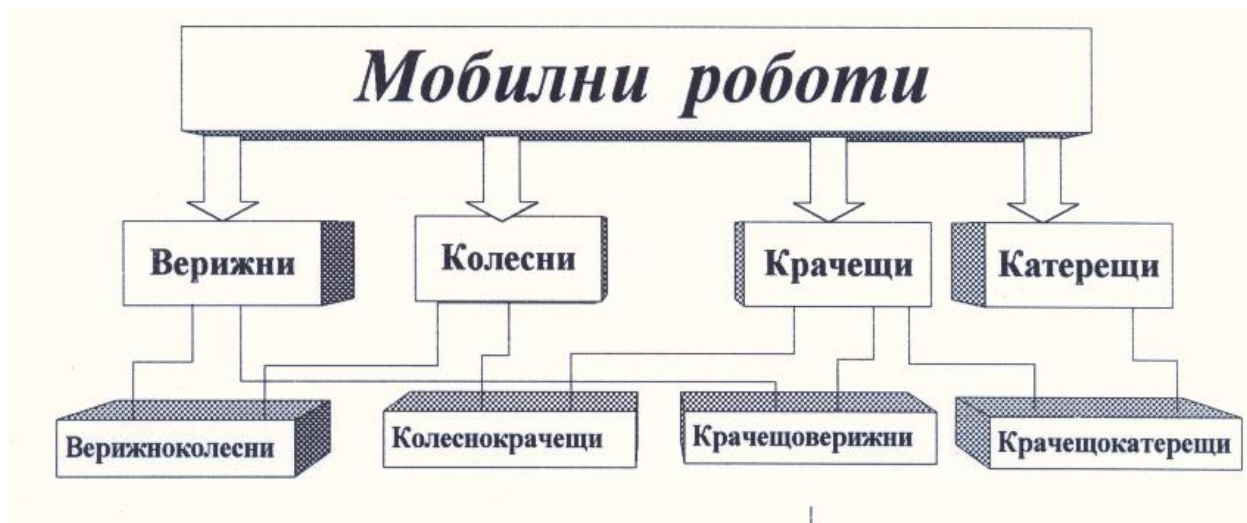 Мобилни роботи
Верижни
Колесни
Крачещи
Катерещи
Верижноколесни
Колеснокрачещи
Крачещоверижни
Крачещокатерещи